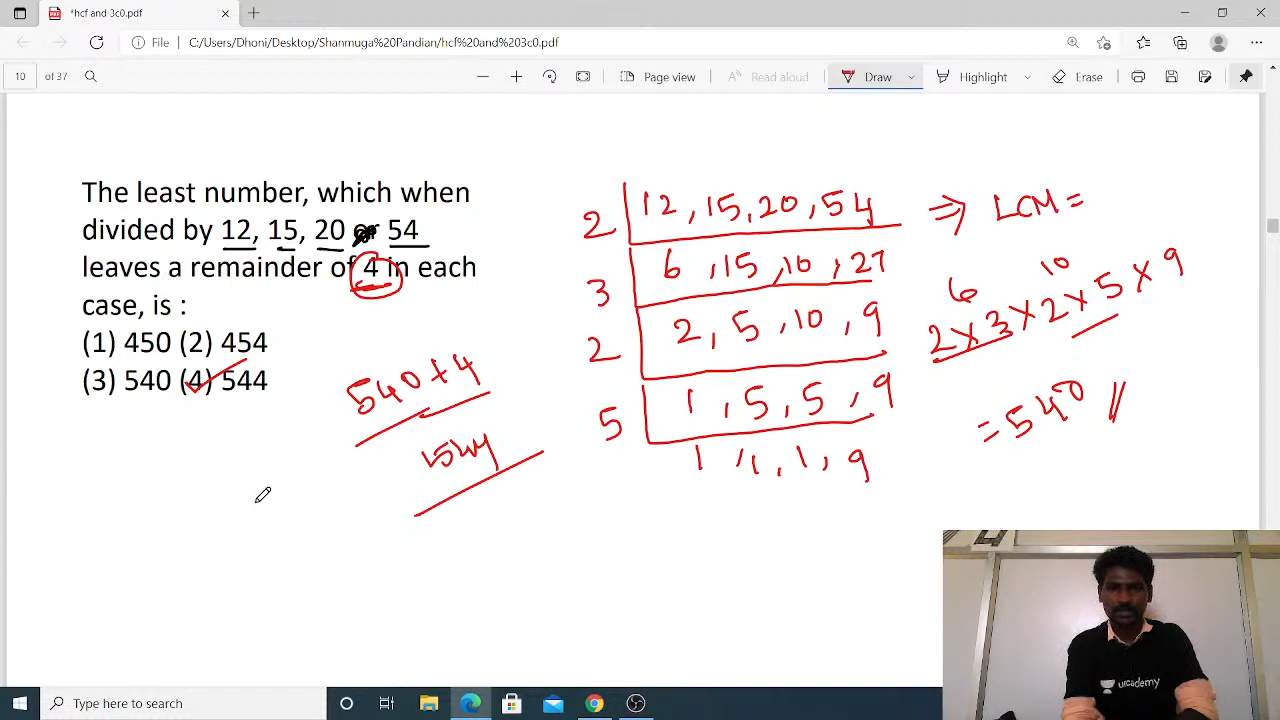 *hcf and 3c0.pdf
File
C:/Users/Dhoni/Desktop/Shanmuga%20Pandian/hcf%20and%203c0.pdf
10 of 37
Page view
Read aloud
Draw
Highlight
Erase
The least number, which when
divided by 12, 15, 20 or 54
leaves a remainder of 4 in each
case, is :
(1) 450 (2) 454
(3) 540 (4) 544
540+4
544
2 12, 15, 20, 54
3 6, 15, 10, 27
2 2, 5, 10, 9
5 1, 5, 5, 9
1, 1, 1, 9
⇒ LCM =
6 10
2×3×2×5×9
= 540 //
unacademy
Type here to search